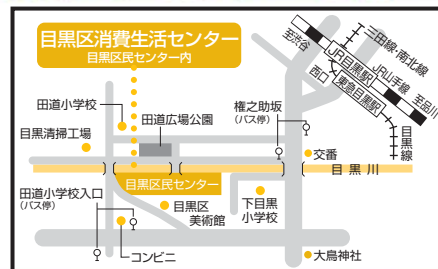 目黒区消費生活センター
目黒区民センター内
至渋谷
三田線・南北線
JR目黒駅
JR山手線
西口
東急目黒駅
至品川
目黒線
田道小学校
田道広場公園
権之助坂
(バス停)
目黒清掃工場
交番
目黒川
目黒区民センター
田道小学校入口
(バス停)
目黒区
美術館
下目黒
小学校
コンビニ
大鳥神社